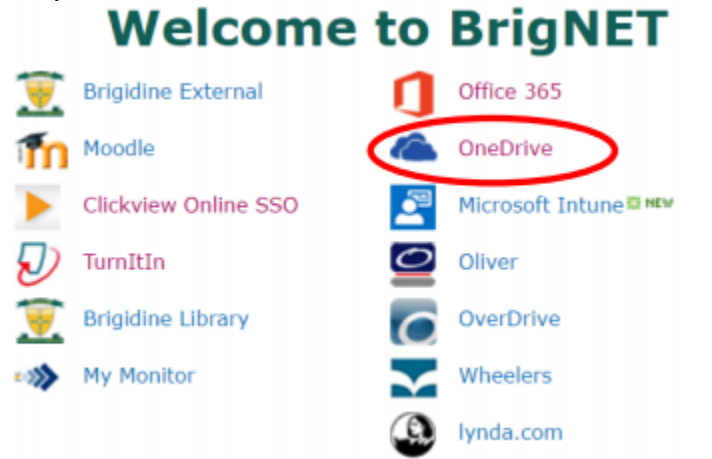 Welcome to BrigNET
Brigidine External
Office 365
Moodle
OneDrive
Clickview Online SSO
Microsoft Intune NEW
TurnItIn
Oliver
Brigidine Library
OverDrive
My Monitor
Wheelers
lynda.com